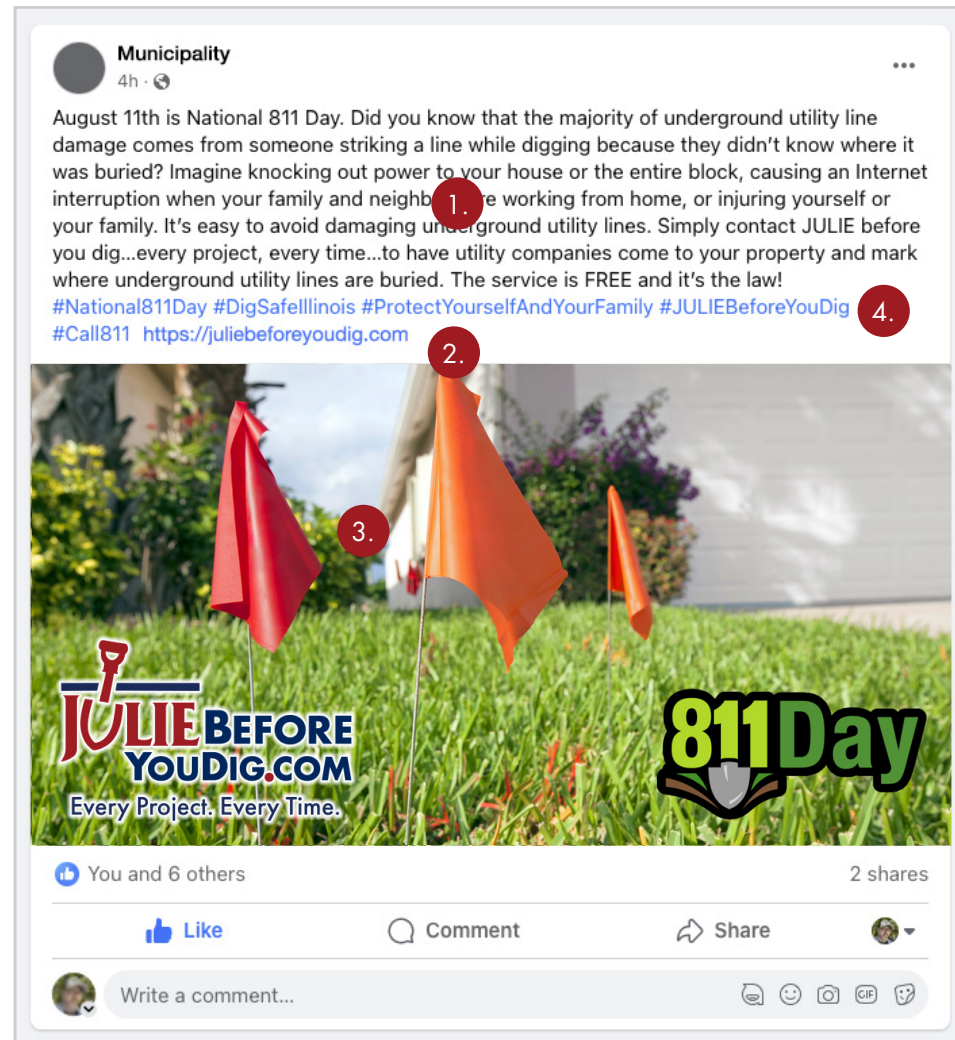 Municipality
4h ·
August 11th is National 811 Day. Did you know that the majority of underground utility line
damage comes from someone striking a line while digging because they didn't know where it
was buried? Imagine knocking out power to your house or the entire block, causing an Internet
interruption when your family and 1. working from home, or injuring yourself or
your family. It's easy to avoid damaging underground utility lines. Simply contact JULIE before
you dig...every project, every time...to have utility companies come to your property and mark
where underground utility lines are buried. The service is FREE and it's the law!
#National811Day #DigSafeIllinois #ProtectYourselfAndYourFamily #JULIEBeforeYouDig
4.
#Call811 https://juliebeforeyoudig.com
2.
3.
JULIE BEFORE
YOUDIG.COM
Every Project. Every Time.
811Day
You and 6 others 2 shares
Like Comment Share
Write a comment... GIF